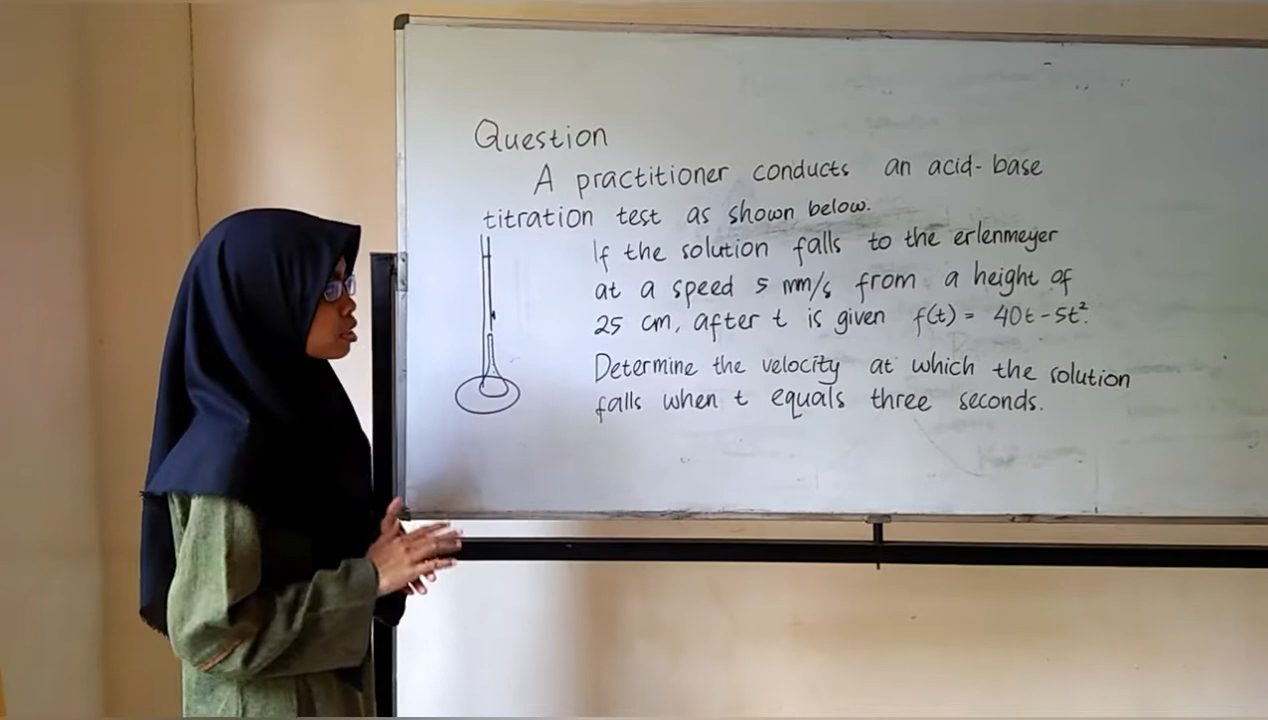 Question
A practitioner conducts an acid-base
titration test as shown below.
If the solution falls to the erlenmeyer
at a speed 5 mm/s from a height of
25 cm, after t is given f(t) = 40t - 5t².
Determine the velocity at which the solution
falls when t equals three seconds.